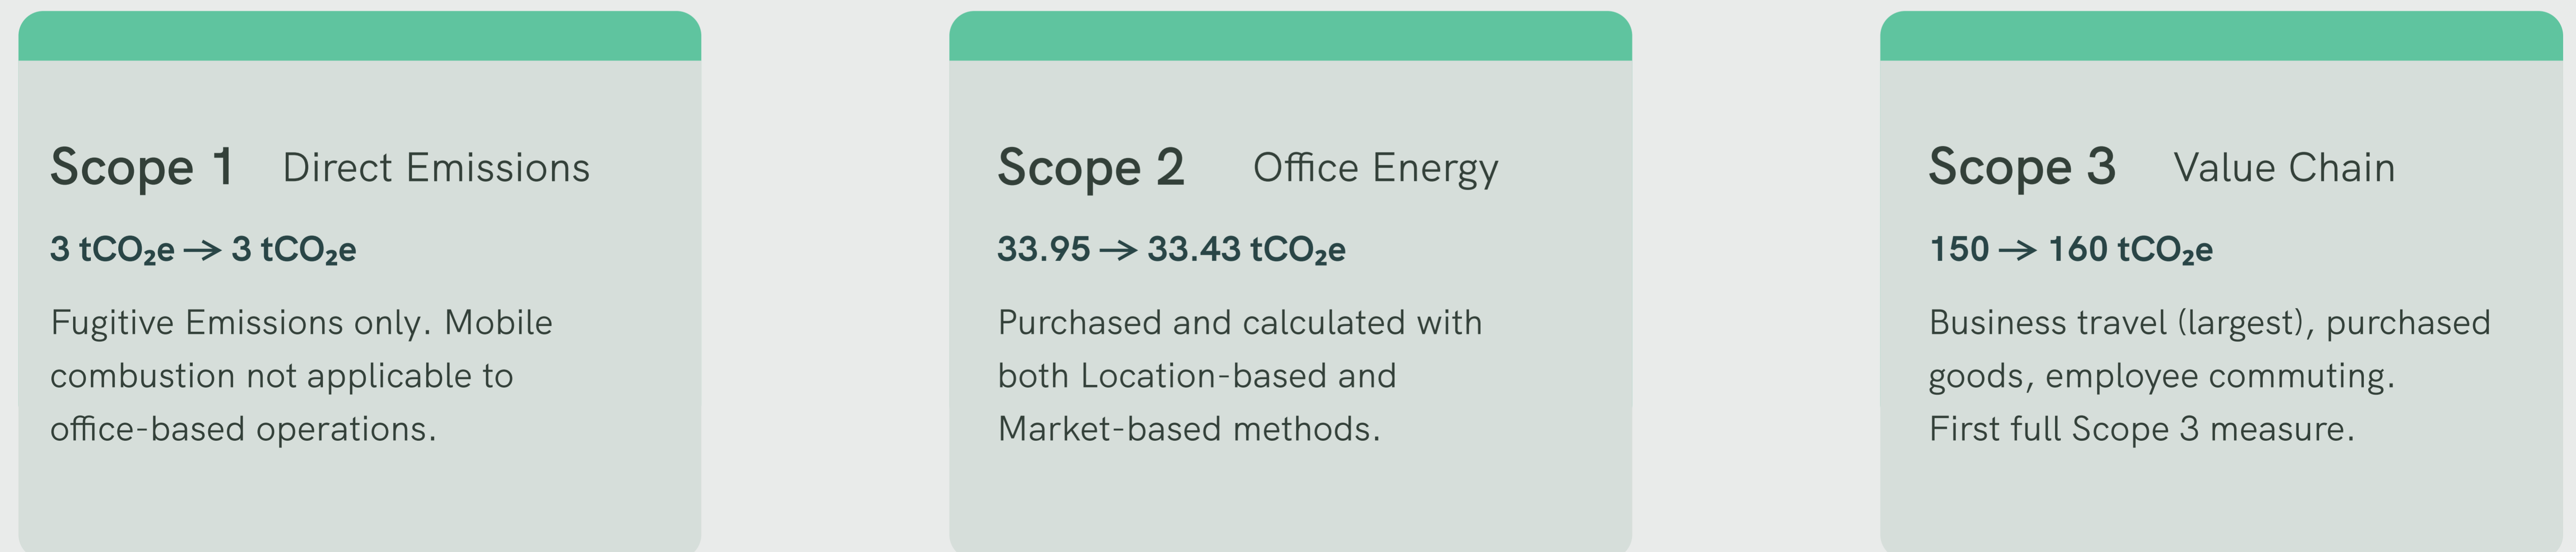 Scope 1 Direct Emissions
3 tCO₂e → 3 tCO₂e
Fugitive Emissions only. Mobile
combustion not applicable to
office-based operations.
Scope 2 Office Energy
33.95 → 33.43 tCO₂e
Purchased and calculated with
both Location-based and
Market-based methods.
Scope 3 Value Chain
150 → 160 tCO₂e
Business travel (largest), purchased
goods, employee commuting.
First full Scope 3 measure.